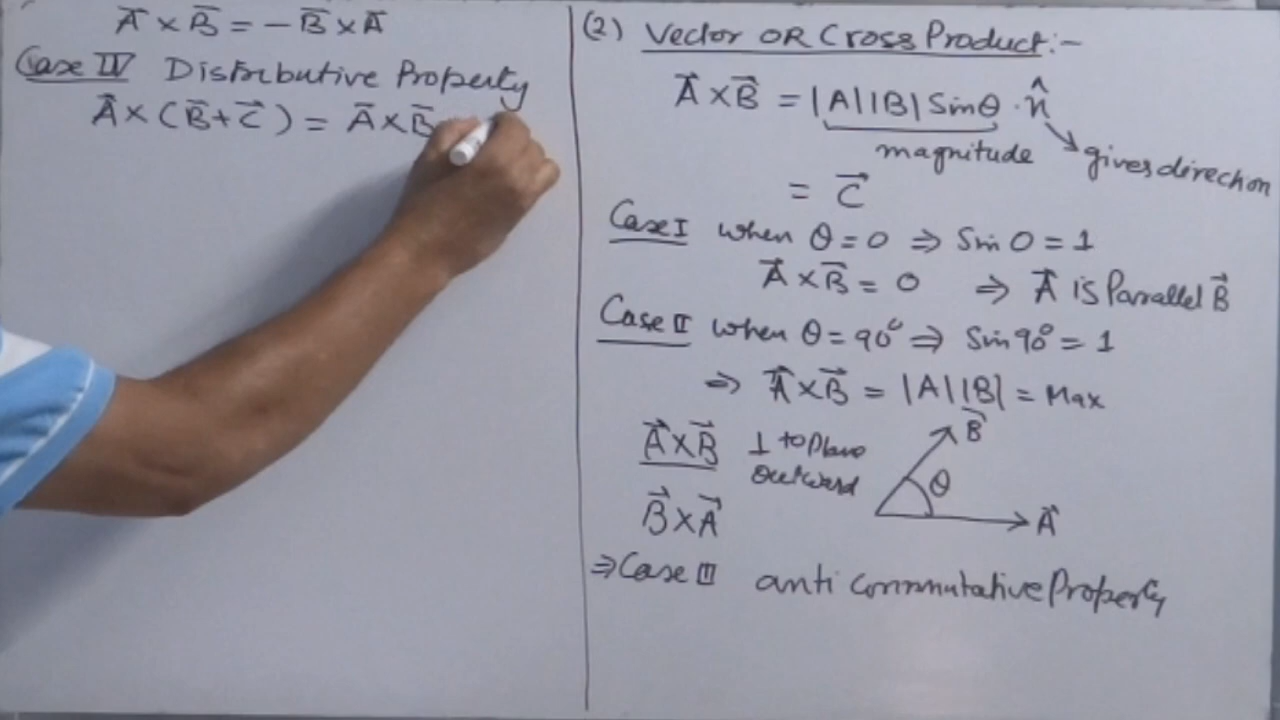 A⃗ × B⃗ = − B⃗ × A⃗
Case IV Distributive Property
A⃗ × (B⃗ + C⃗) = A⃗ × B⃗
(2) Vector OR Cross Product :-
A⃗ × B⃗ = |A||B| Sinθ · n̂
magnitude → gives direction
= C⃗
Case I when θ = 0 ⇒ Sin 0 = 1
A⃗ × B⃗ = 0 ⇒ A⃗ is Parallel B⃗
Case II when θ = 90° ⇒ Sin 90° = 1
⇒ A⃗ × B⃗ = |A||B| = Max
A⃗ × B⃗ ⊥ to plane
outward
B⃗ × A⃗
B⃗
θ
A⃗
⇒ Case III anti Commutative Property